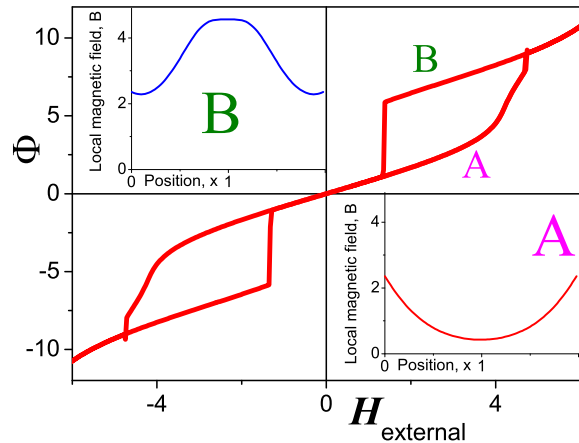 10
5
0
-5
-10
Φ
-4
0
4
H external
B
A
Local magnetic field, B
4
2
0
0
Position, x 1
B
Local magnetic field, B
4
2
0
0
Position, x 1
A